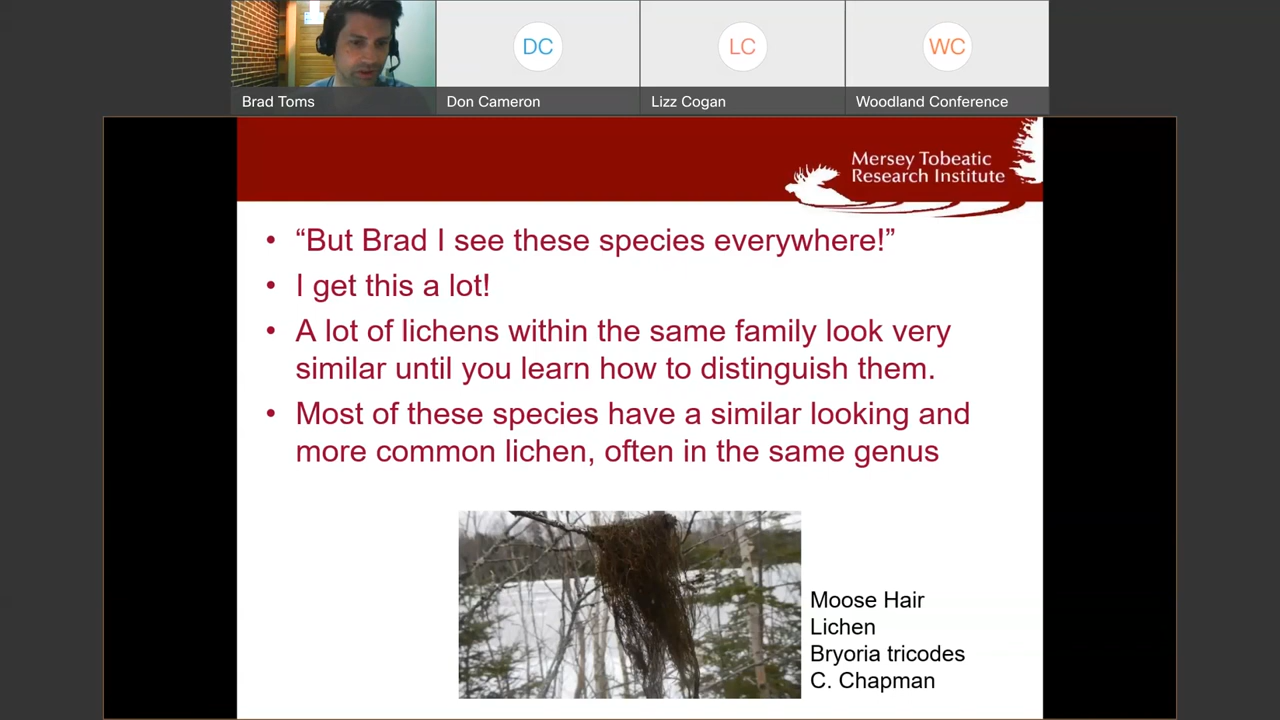 DC
LC
WC
Brad Toms
Don Cameron
Lizz Cogan
Woodland Conference
Mersey Tobeatic
Research Institute
• “But Brad I see these species everywhere!”
• I get this a lot!
• A lot of lichens within the same family look very
similar until you learn how to distinguish them.
• Most of these species have a similar looking and
more common lichen, often in the same genus
Moose Hair
Lichen
Bryoria tricodes
C. Chapman